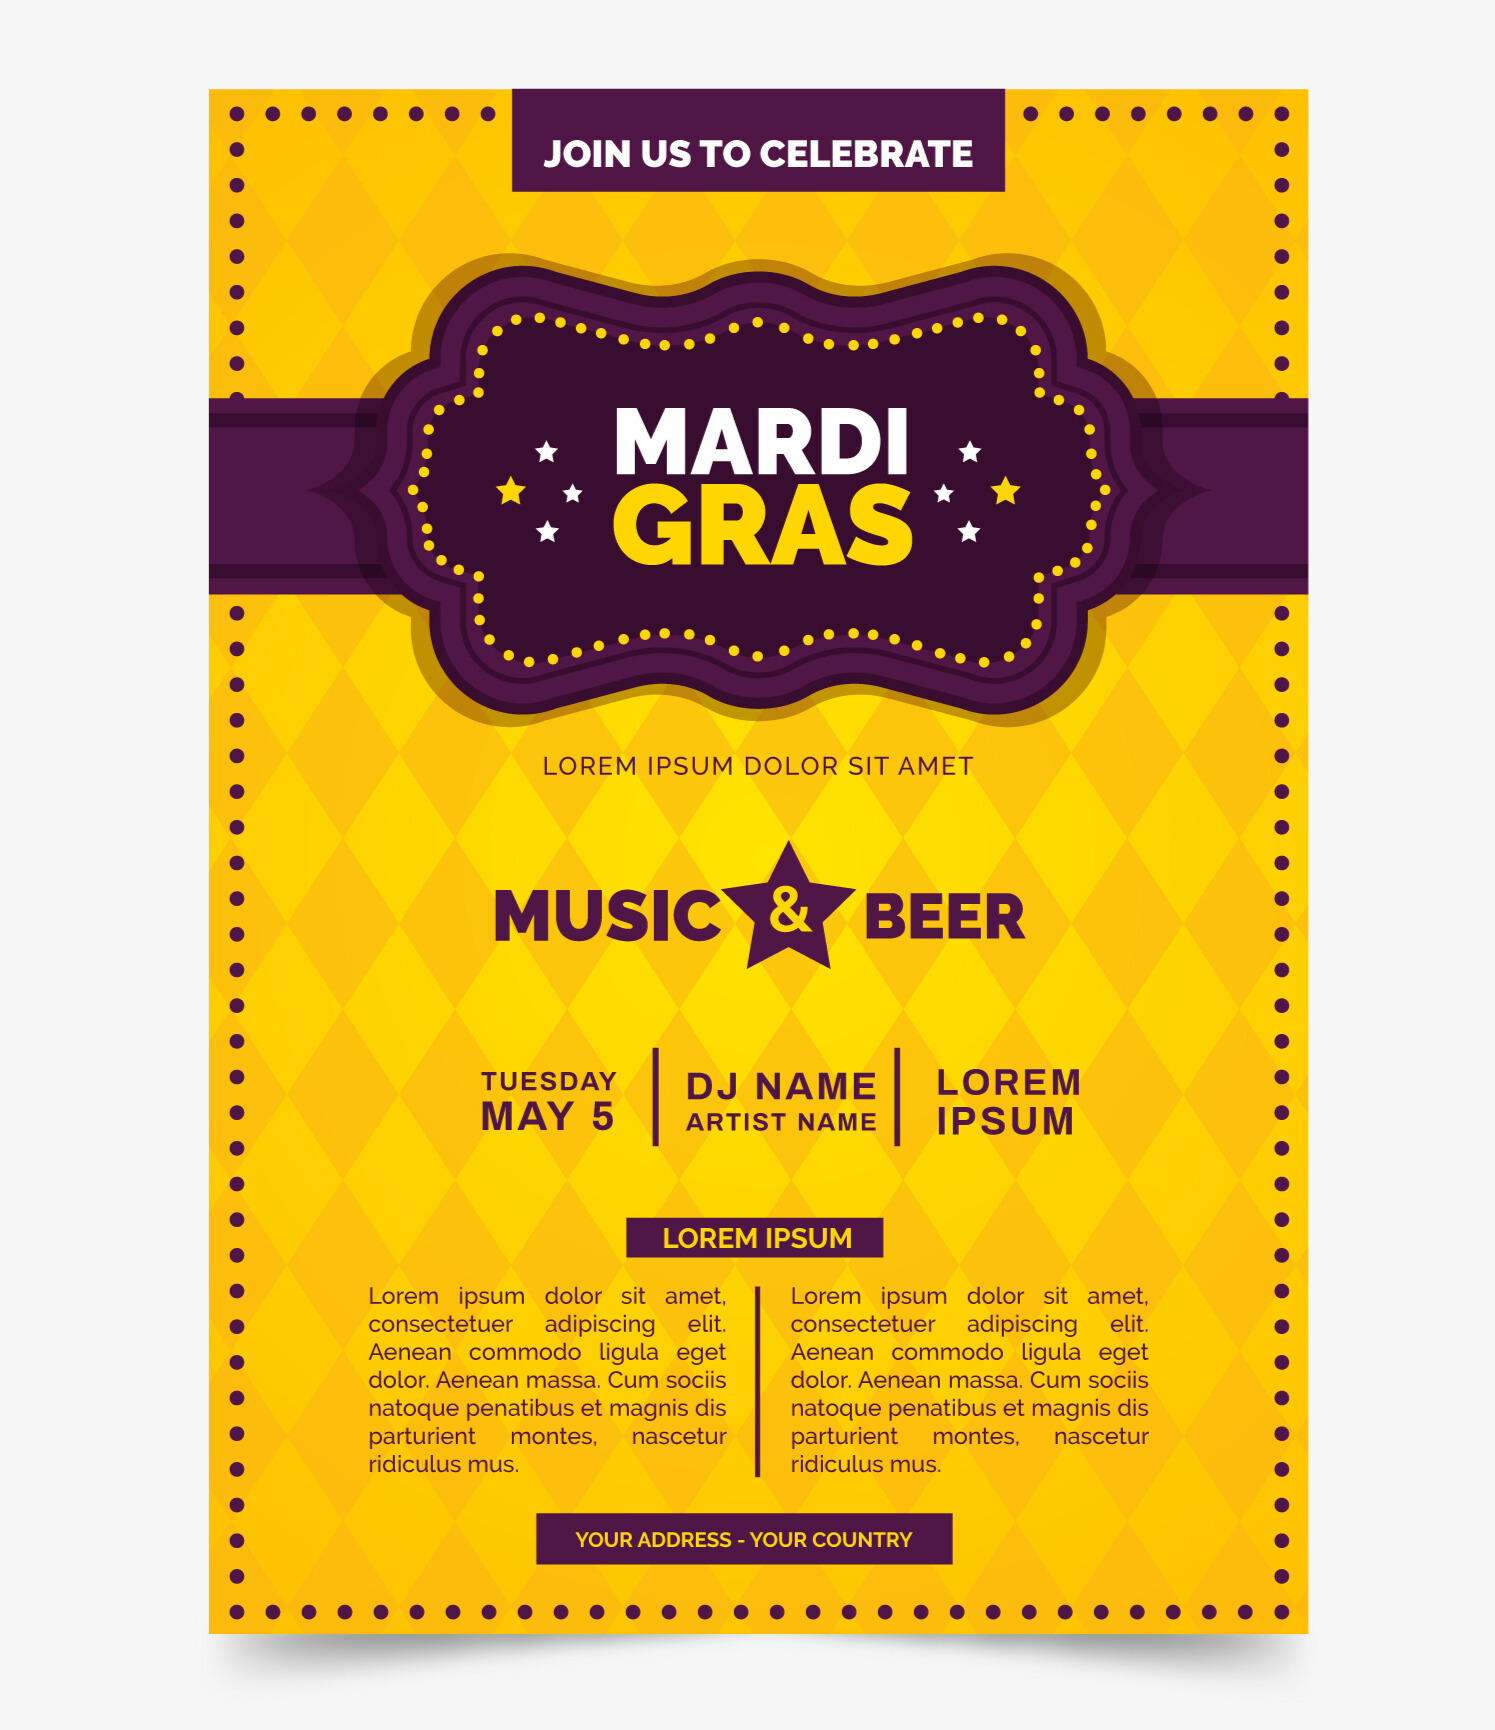 JOIN US TO CELEBRATE
MARDI
GRAS
LOREM IPSUM DOLOR SIT AMET
MUSIC & BEER
TUESDAY
MAY 5
DJ NAME
ARTIST NAME
LOREM
IPSUM
LOREM IPSUM
Lorem ipsum dolor sit amet,
consectetuer adipiscing elit.
Aenean commodo ligula eget
dolor. Aenean massa. Cum sociis
natoque penatibus et magnis dis
parturient montes, nascetur
ridiculus mus.
Lorem ipsum dolor sit amet,
consectetuer adipiscing elit.
Aenean commodo ligula eget
dolor. Aenean massa. Cum sociis
natoque penatibus et magnis dis
parturient montes, nascetur
ridiculus mus.
YOUR ADDRESS - YOUR COUNTRY